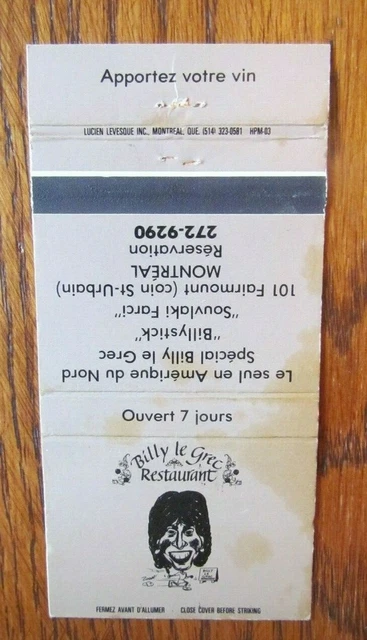 Apportez votre vin
LUCIEN LEVESQUE INC., MONTREAL, QUE. (514) 323-0581 HPM-03
Le seul en Amérique du Nord
Spécial Billy le Grec
"Billystick"
"Souvlaki Farci"
101 Fairmount (coin St-Urbain)
MONTRÉAL
Réservation
272-9290
Ouvert 7 jours
Billy le Grec
Restaurant
FERMEZ AVANT D'ALLUMER - CLOSE COVER BEFORE STRIKING